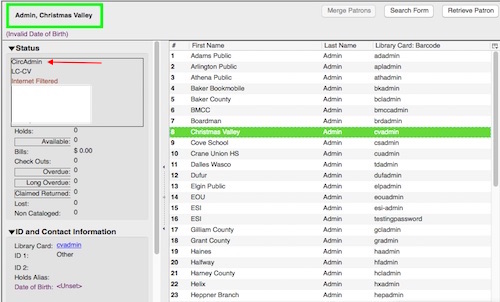 Admin, Christmas Valley
Merge Patrons Search Form Retrieve Patron
(Invalid Date of Birth)
Status
CircAdmin
LC-CV
Internet Filtered
Holds: 0
Available: 0
Bills: $ 0.00
Check Outs: 0
Overdue: 0
Long Overdue: 0
Claimed Returned: 0
Lost: 0
Non Cataloged: 0
ID and Contact Information
Library Card: cvadmin
ID 1: Other
ID 2:
Holds Alias:
Date of Birth: <Unset>
# First Name Last Name Library Card: Barcode
1 Adams Public Admin adadmin
2 Arlington Public Admin apladmin
3 Athena Public Admin athadmin
4 Baker Bookmobile Admin bkadmin
5 Baker County Admin bcladmin
6 BMCC Admin bmccadmin
7 Boardman Admin brdadmin
8 Christmas Valley Admin cvadmin
9 Cove School Admin csadmin
10 Crane Union HS Admin cuadmin
11 Dalles Wasco Admin tdadmin
12 Dufur Admin dufadmin
13 Elgin Public Admin elpadmin
14 EOU Admin eouadmin
15 ESI Admin esi-admin
16 ESI Admin testingpassword
17 Gilliam County Admin gcladmin
18 Grant County Admin gradmin
19 Haines Admin haadmin
20 Halfway Admin hfadmin
21 Harney County Admin hcladmin
22 Helix Admin hxadmin
23 Heppner Branch Admin hepadmin